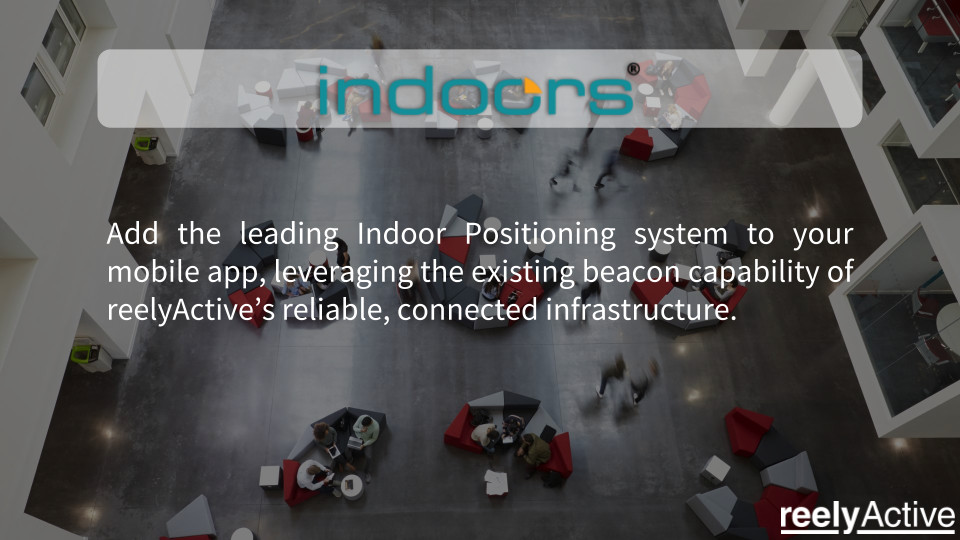 indoors®
Add the leading Indoor Positioning system to your
mobile app, leveraging the existing beacon capability of
reelyActive’s reliable, connected infrastructure.
reelyActive